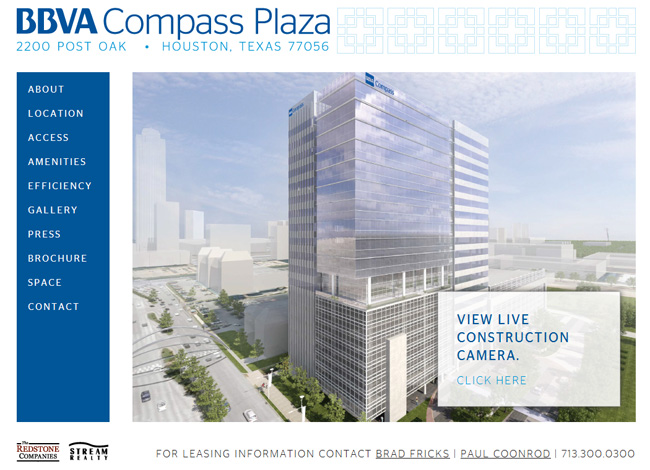 BBVA Compass Plaza
2200 POST OAK • HOUSTON, TEXAS 77056
ABOUT
LOCATION
ACCESS
AMENITIES
EFFICIENCY
GALLERY
PRESS
BROCHURE
SPACE
CONTACT
BBVA Compass
VIEW LIVE
CONSTRUCTION
CAMERA.
CLICK HERE
The
REDSTONE
COMPANIES
STREAM
REALTY
FOR LEASING INFORMATION CONTACT BRAD FRICKS | PAUL COONROD | 713.300.0300